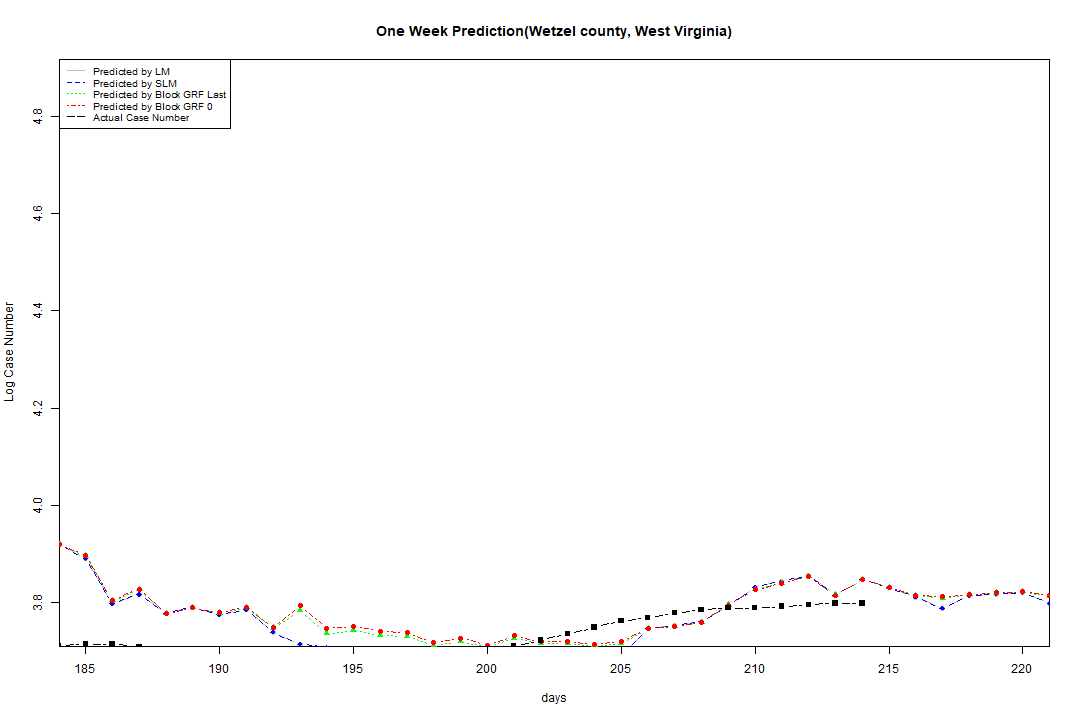 One Week Prediction(Wetzel county, West Virginia)
Predicted by LM
Predicted by SLM
Predicted by Block GRF Last
Predicted by Block GRF 0
Actual Case Number
4.8
4.6
4.4
4.2
4.0
3.8
Log Case Number
185 190 195 200 205 210 215 220
days